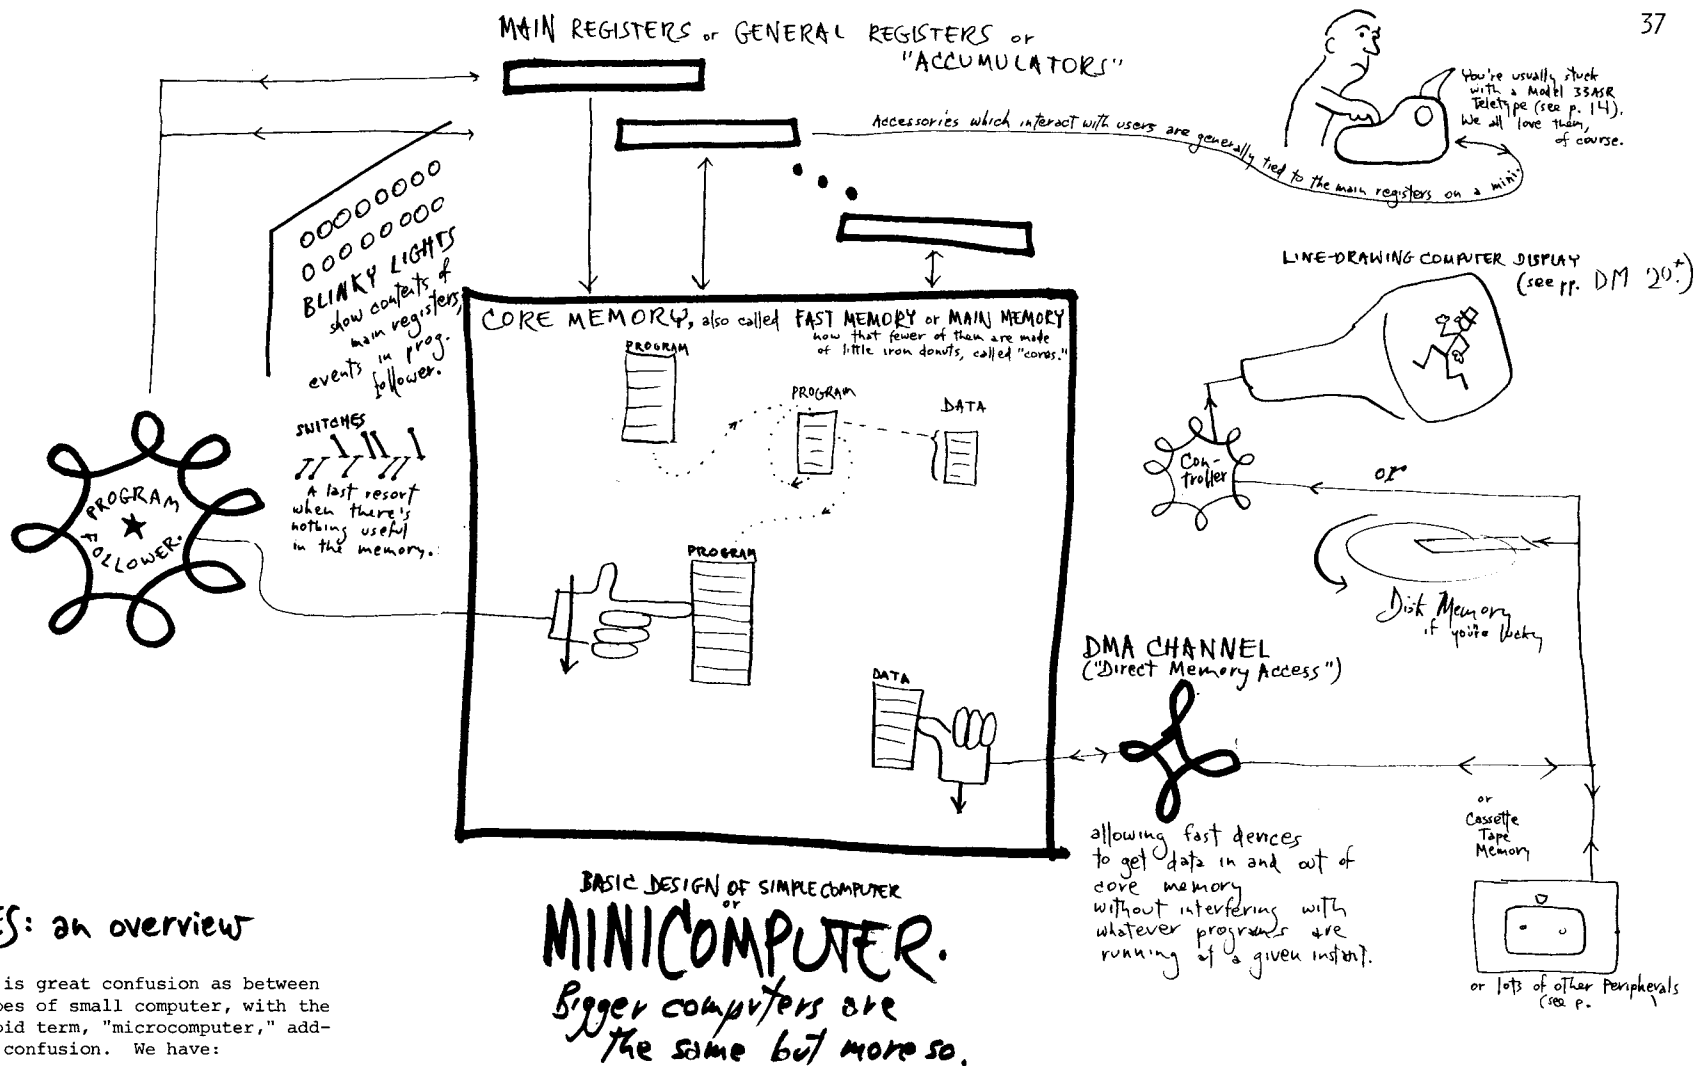 37
MAIN REGISTERS or GENERAL REGISTERS or
"ACCUMULATORS"
You're usually stuck
with a Model 33ASR
Teletype (see p. 14).
We all love them,
of course.
Accessories which interact with users are generally tied to the main registers on a mini.
BLINKY LIGHTS
show contents of
main registers,
events in prog.
follower.
SWITCHES
A last resort
when there's
nothing useful
in the memory.
PROGRAM
FOLLOWER.
CORE MEMORY, also called FAST MEMORY or MAIN MEMORY
now that fewer of them are made
of little iron donuts, called "cores."
PROGRAM
PROGRAM
DATA
PROGRAM
DATA
LINE-DRAWING COMPUTER DISPLAY
(see pp. DM 20+.)
Con-
troller
or
Disk Memory
if you're lucky
DMA CHANNEL
("Direct Memory Access")
allowing fast devices
to get data in and out of
core memory
without interfering with
whatever programs are
running at a given instant.
or
Cassette
Tape
Memory
or lots of other Peripherals
(see p. )
BASIC DESIGN OF SIMPLE COMPUTER
or
MINICOMPUTER.
Bigger computers are
the same but more so.
ES: an overview
is great confusion as between
pes of small computer, with the
oid term, "microcomputer," add-
confusion. We have: